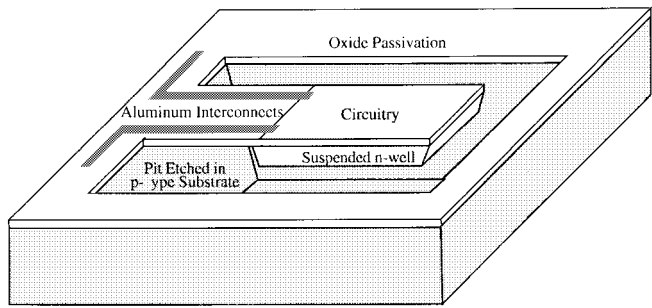 Oxide Passivation
Aluminum Interconnects
Circuitry
Suspended n-well
Pit Etched in
p- ype Substrate